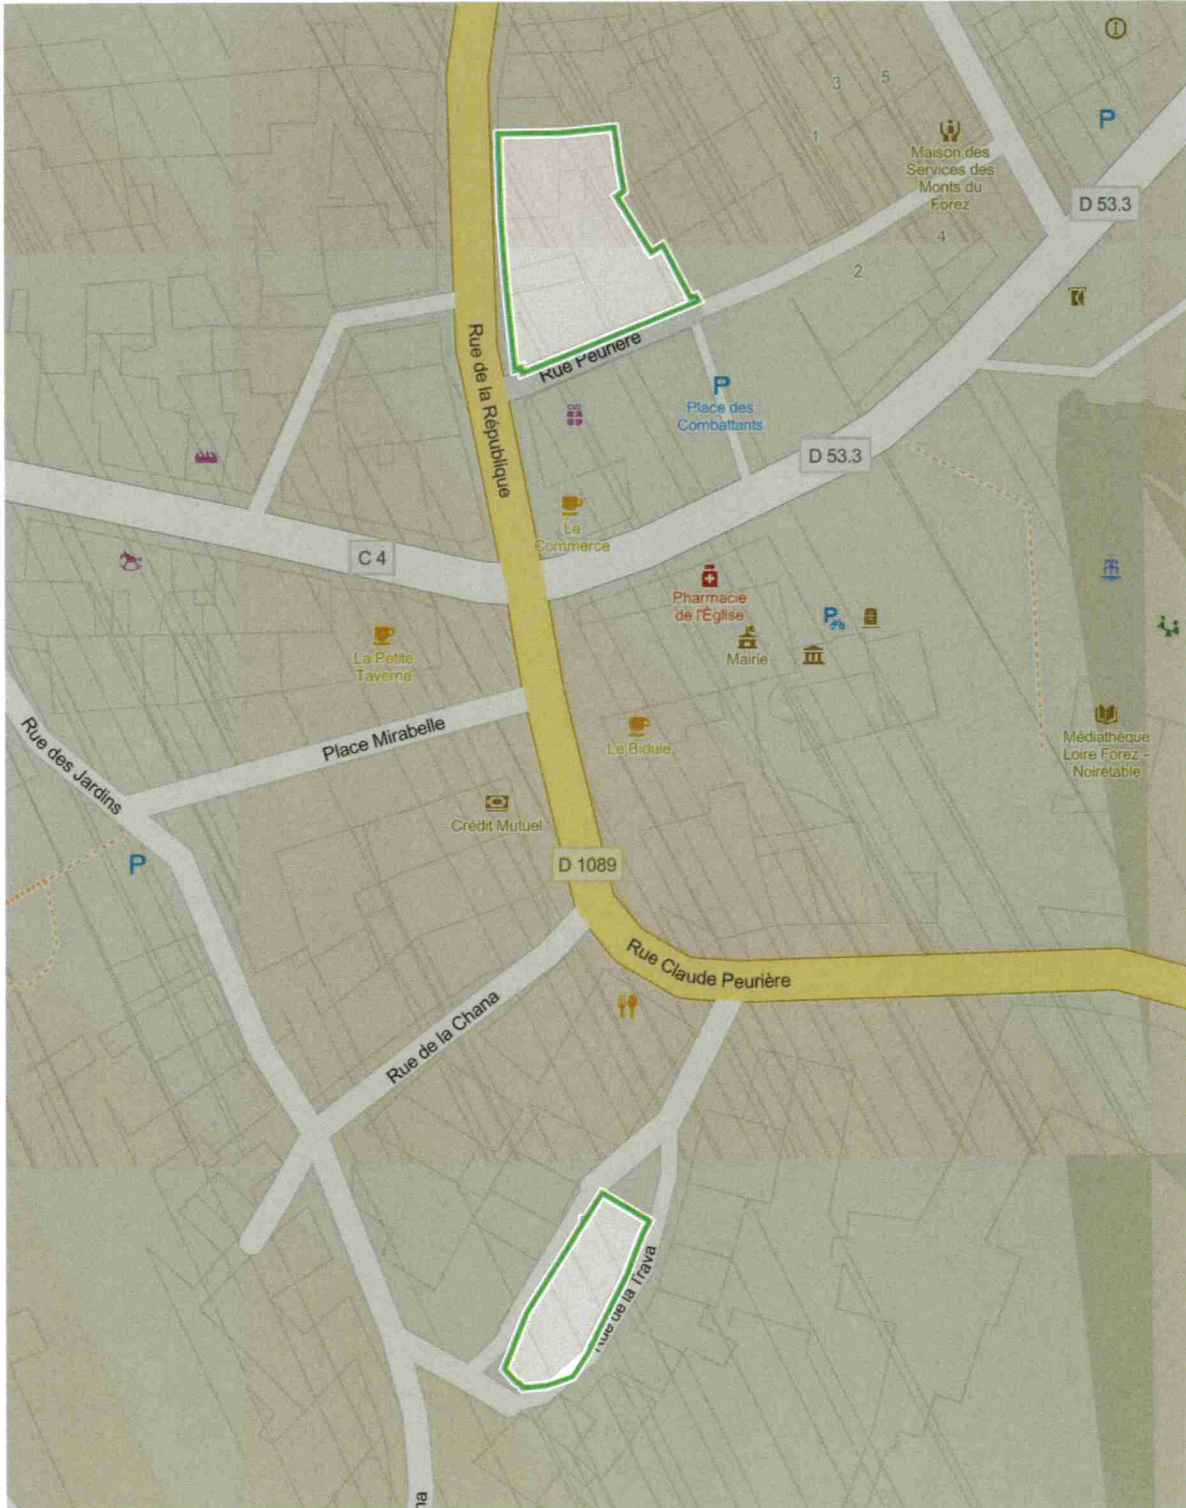 3
5
P
1
Maison des
Services des
Monts du
Forez
D 53.3
4
2
Rue de la République
Rue Peurière
P
Place des
Combattants
D 53.3
Le
Commerce
C 4
Pharmacie
de l'Église
P
Mairie
La Petite
Taverne
Rue des Jardins
Place Mirabelle
Le Bidule
Médiathèque
Loire Forez –
Noirétable
Crédit Mutuel
P
D 1089
Rue Claude Peurière
Rue de la Chana
Rue de la Trava
na